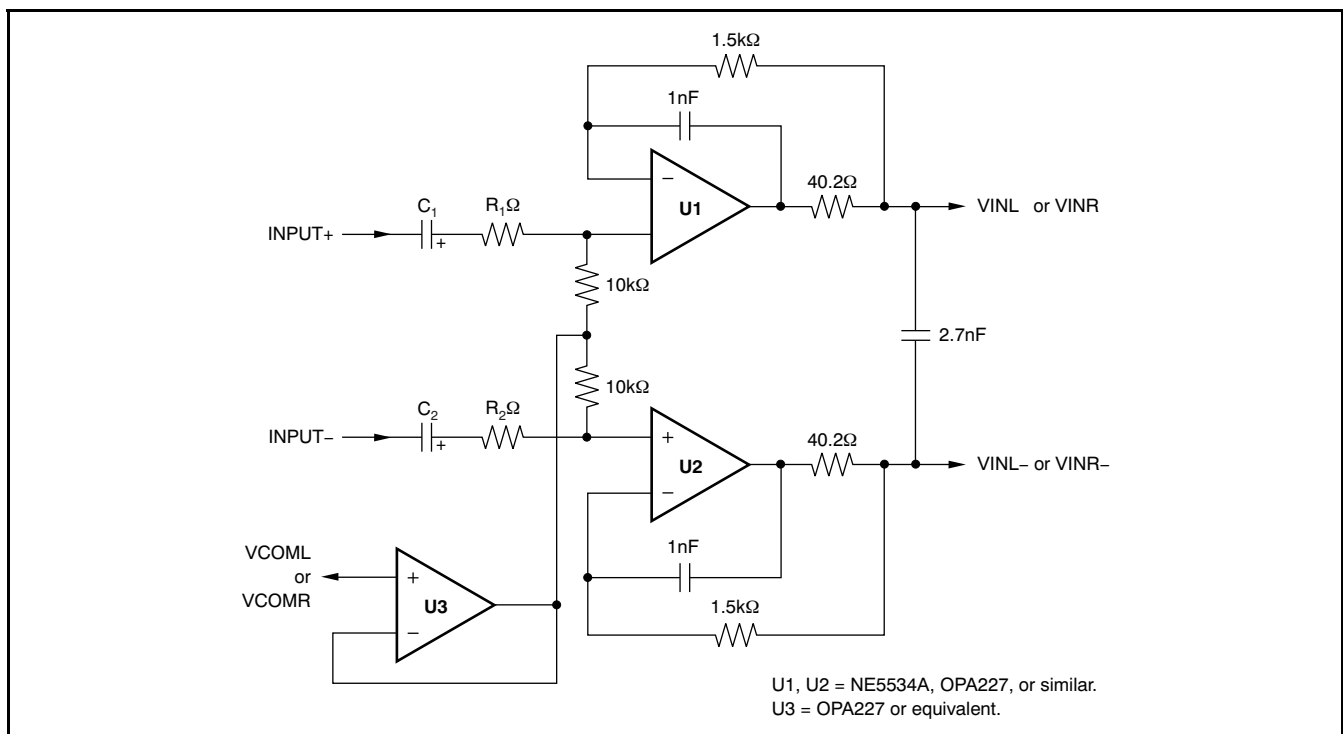 1.5kΩ
1nF
−
U1
40.2Ω
VINL or VINR
C1
R1Ω
INPUT+
+
10kΩ
2.7nF
10kΩ
C2
R2Ω
INPUT−
+
+
U2
−
40.2Ω
VINL− or VINR−
1nF
1.5kΩ
VCOML
or
VCOMR
+
U3
−
U1, U2 = NE5534A, OPA227, or similar.
U3 = OPA227 or equivalent.